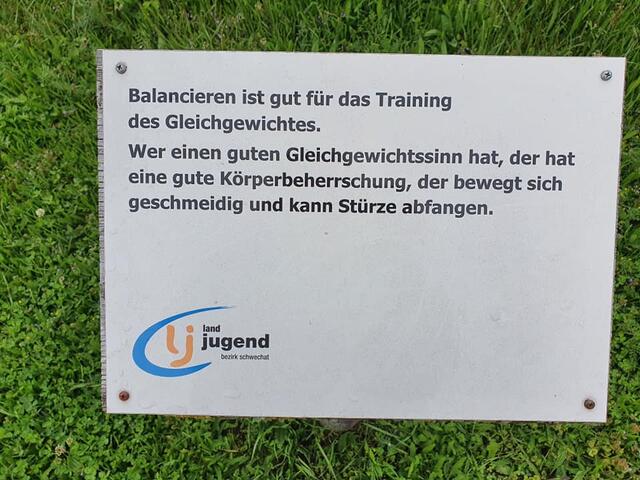 Balancieren ist gut für das Training
des Gleichgewichtes.
Wer einen guten Gleichgewichtssinn hat, der hat
eine gute Körperbeherrschung, der bewegt sich
geschmeidig und kann Stürze abfangen.
lj
land
jugend
bezirk schwechat